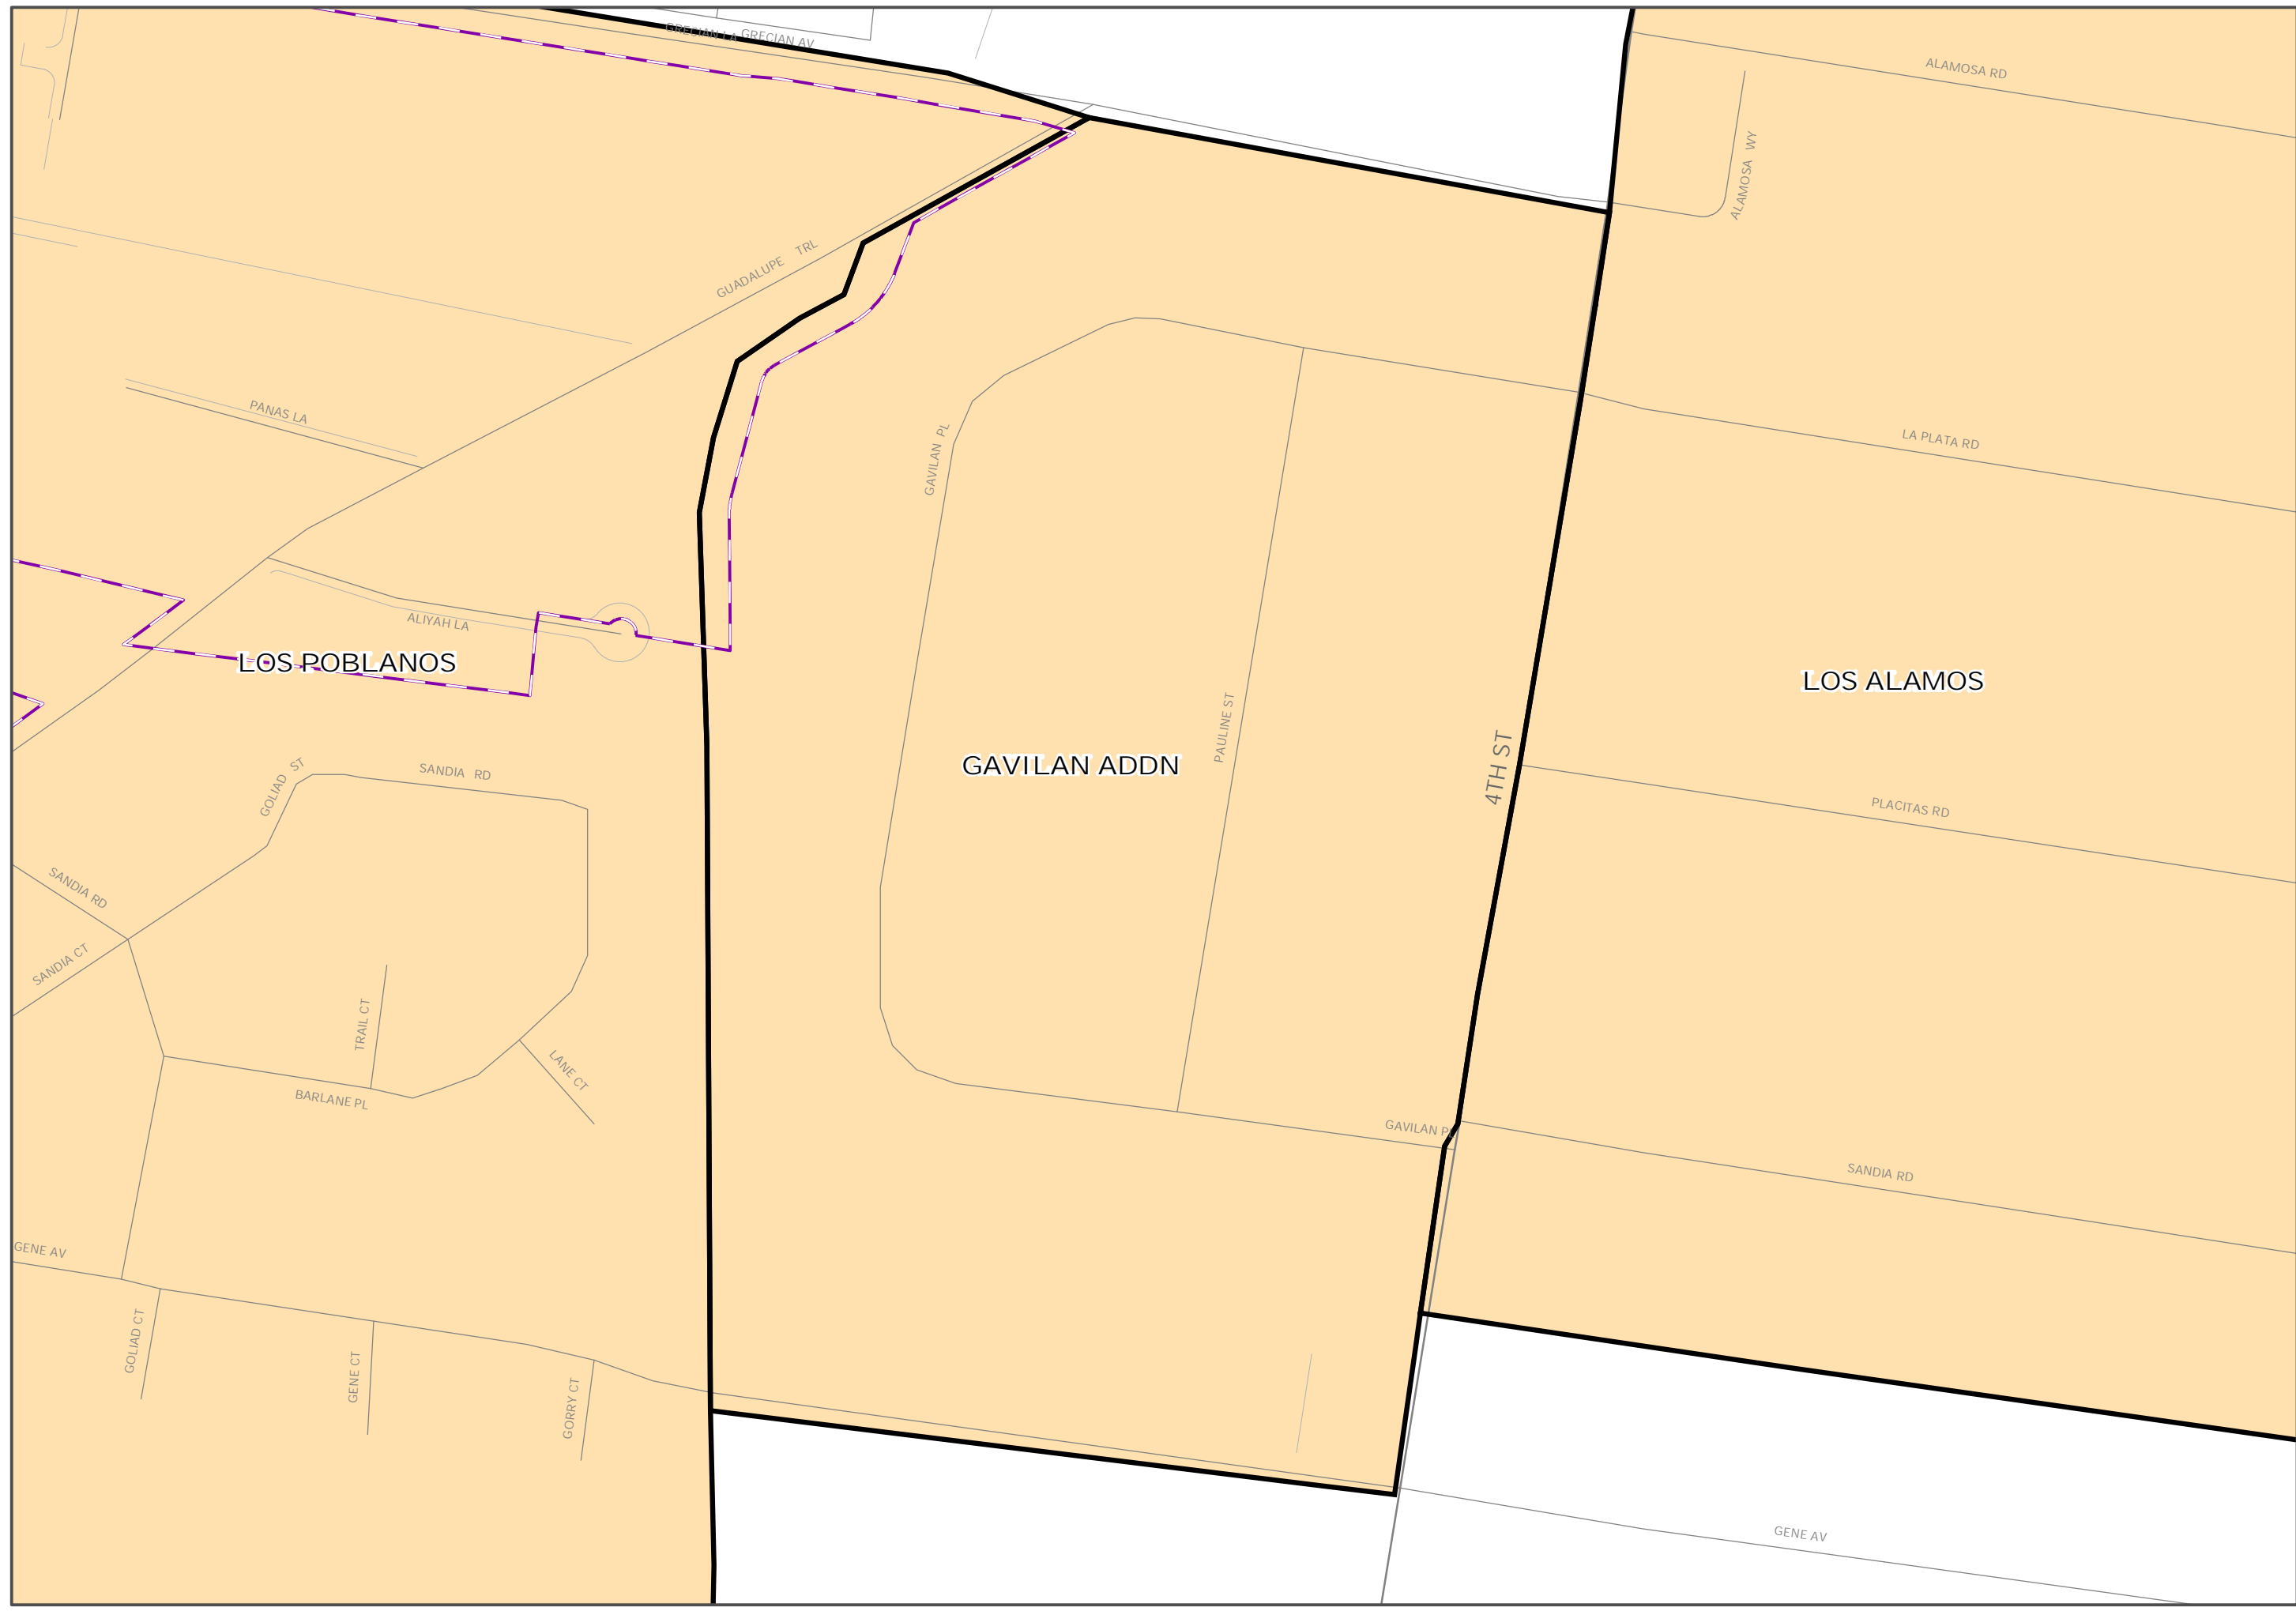 GRECIAN LA
GRECIAN AV
ALAMOSA RD
ALAMOSA WY
GUADALUPE TRL
PANAS LA
GAVILAN PL
LA PLATA RD
ALIYAH LA
LOS POBLANOS
LOS ALAMOS
PAULINE ST
GAVILAN ADDN
4TH ST
GOLIAD ST
SANDIA RD
PLACITAS RD
SANDIA RD
SANDIA CT
TRAIL CT
LANE CT
BARLANE PL
GAVILAN PL
SANDIA RD
GENE AV
GOLIAD CT
GENE CT
GORRY CT
GENE AV